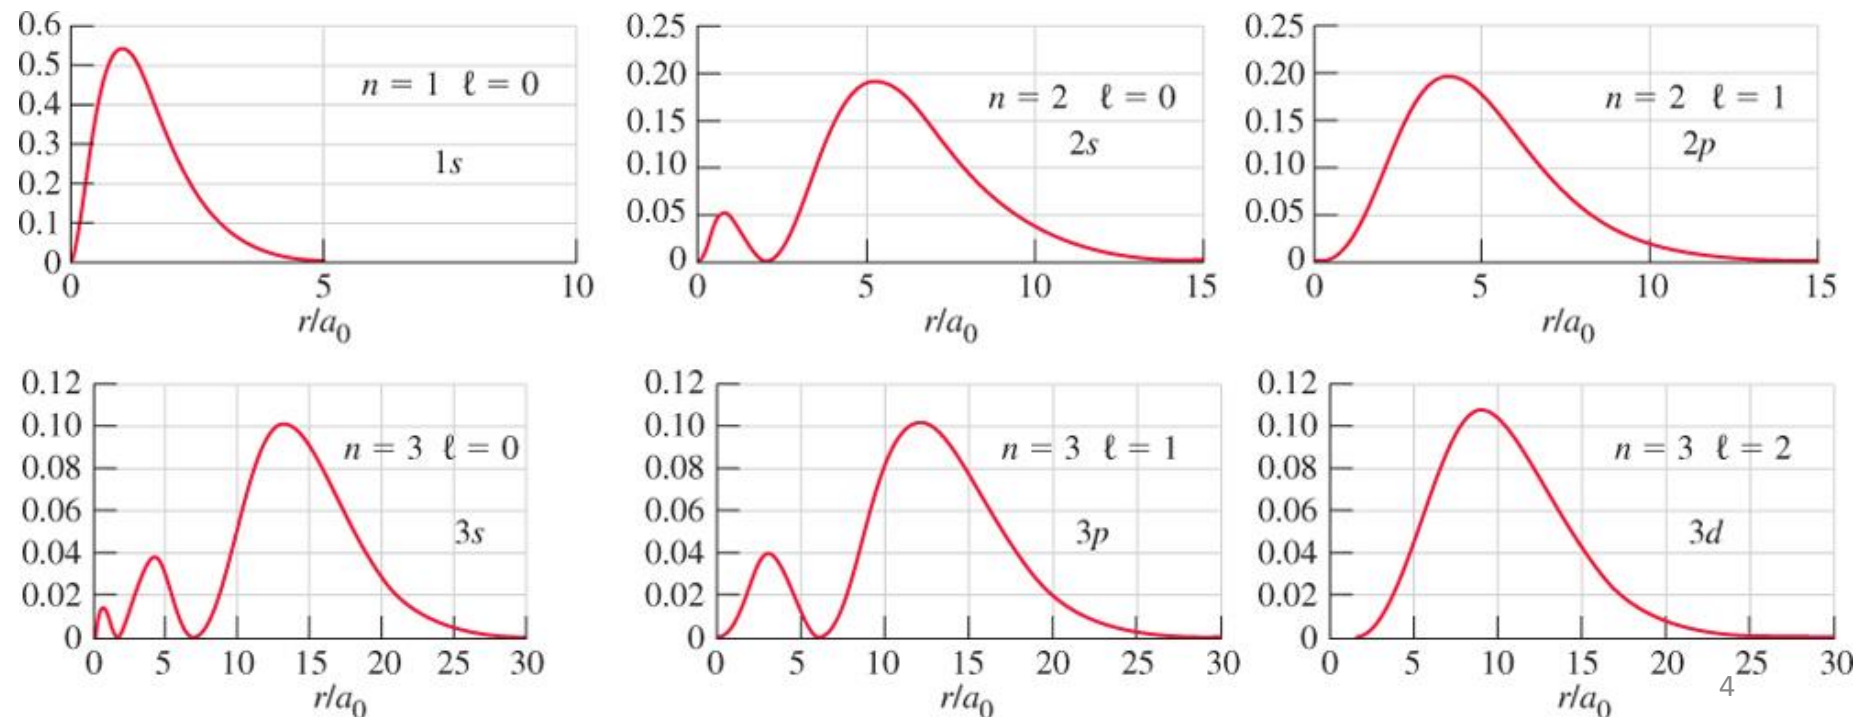 0.6
0.5
0.4
0.3
0.2
0.1
0
n = 1 ℓ = 0
1s
0 5 10
r/a0
0.25
0.20
0.15
0.10
0.05
0
n = 2 ℓ = 0
2s
0 5 10 15
r/a0
0.25
0.20
0.15
0.10
0.05
0
n = 2 ℓ = 1
2p
0 5 10 15
r/a0
0.12
0.10
0.08
0.06
0.04
0.02
0
n = 3 ℓ = 0
3s
0 5 10 15 20 25 30
r/a0
0.12
0.10
0.08
0.06
0.04
0.02
0
n = 3 ℓ = 1
3p
0 5 10 15 20 25 30
r/a0
0.12
0.10
0.08
0.06
0.04
0.02
0
n = 3 ℓ = 2
3d
0 5 10 15 20 25 30
r/a0
4